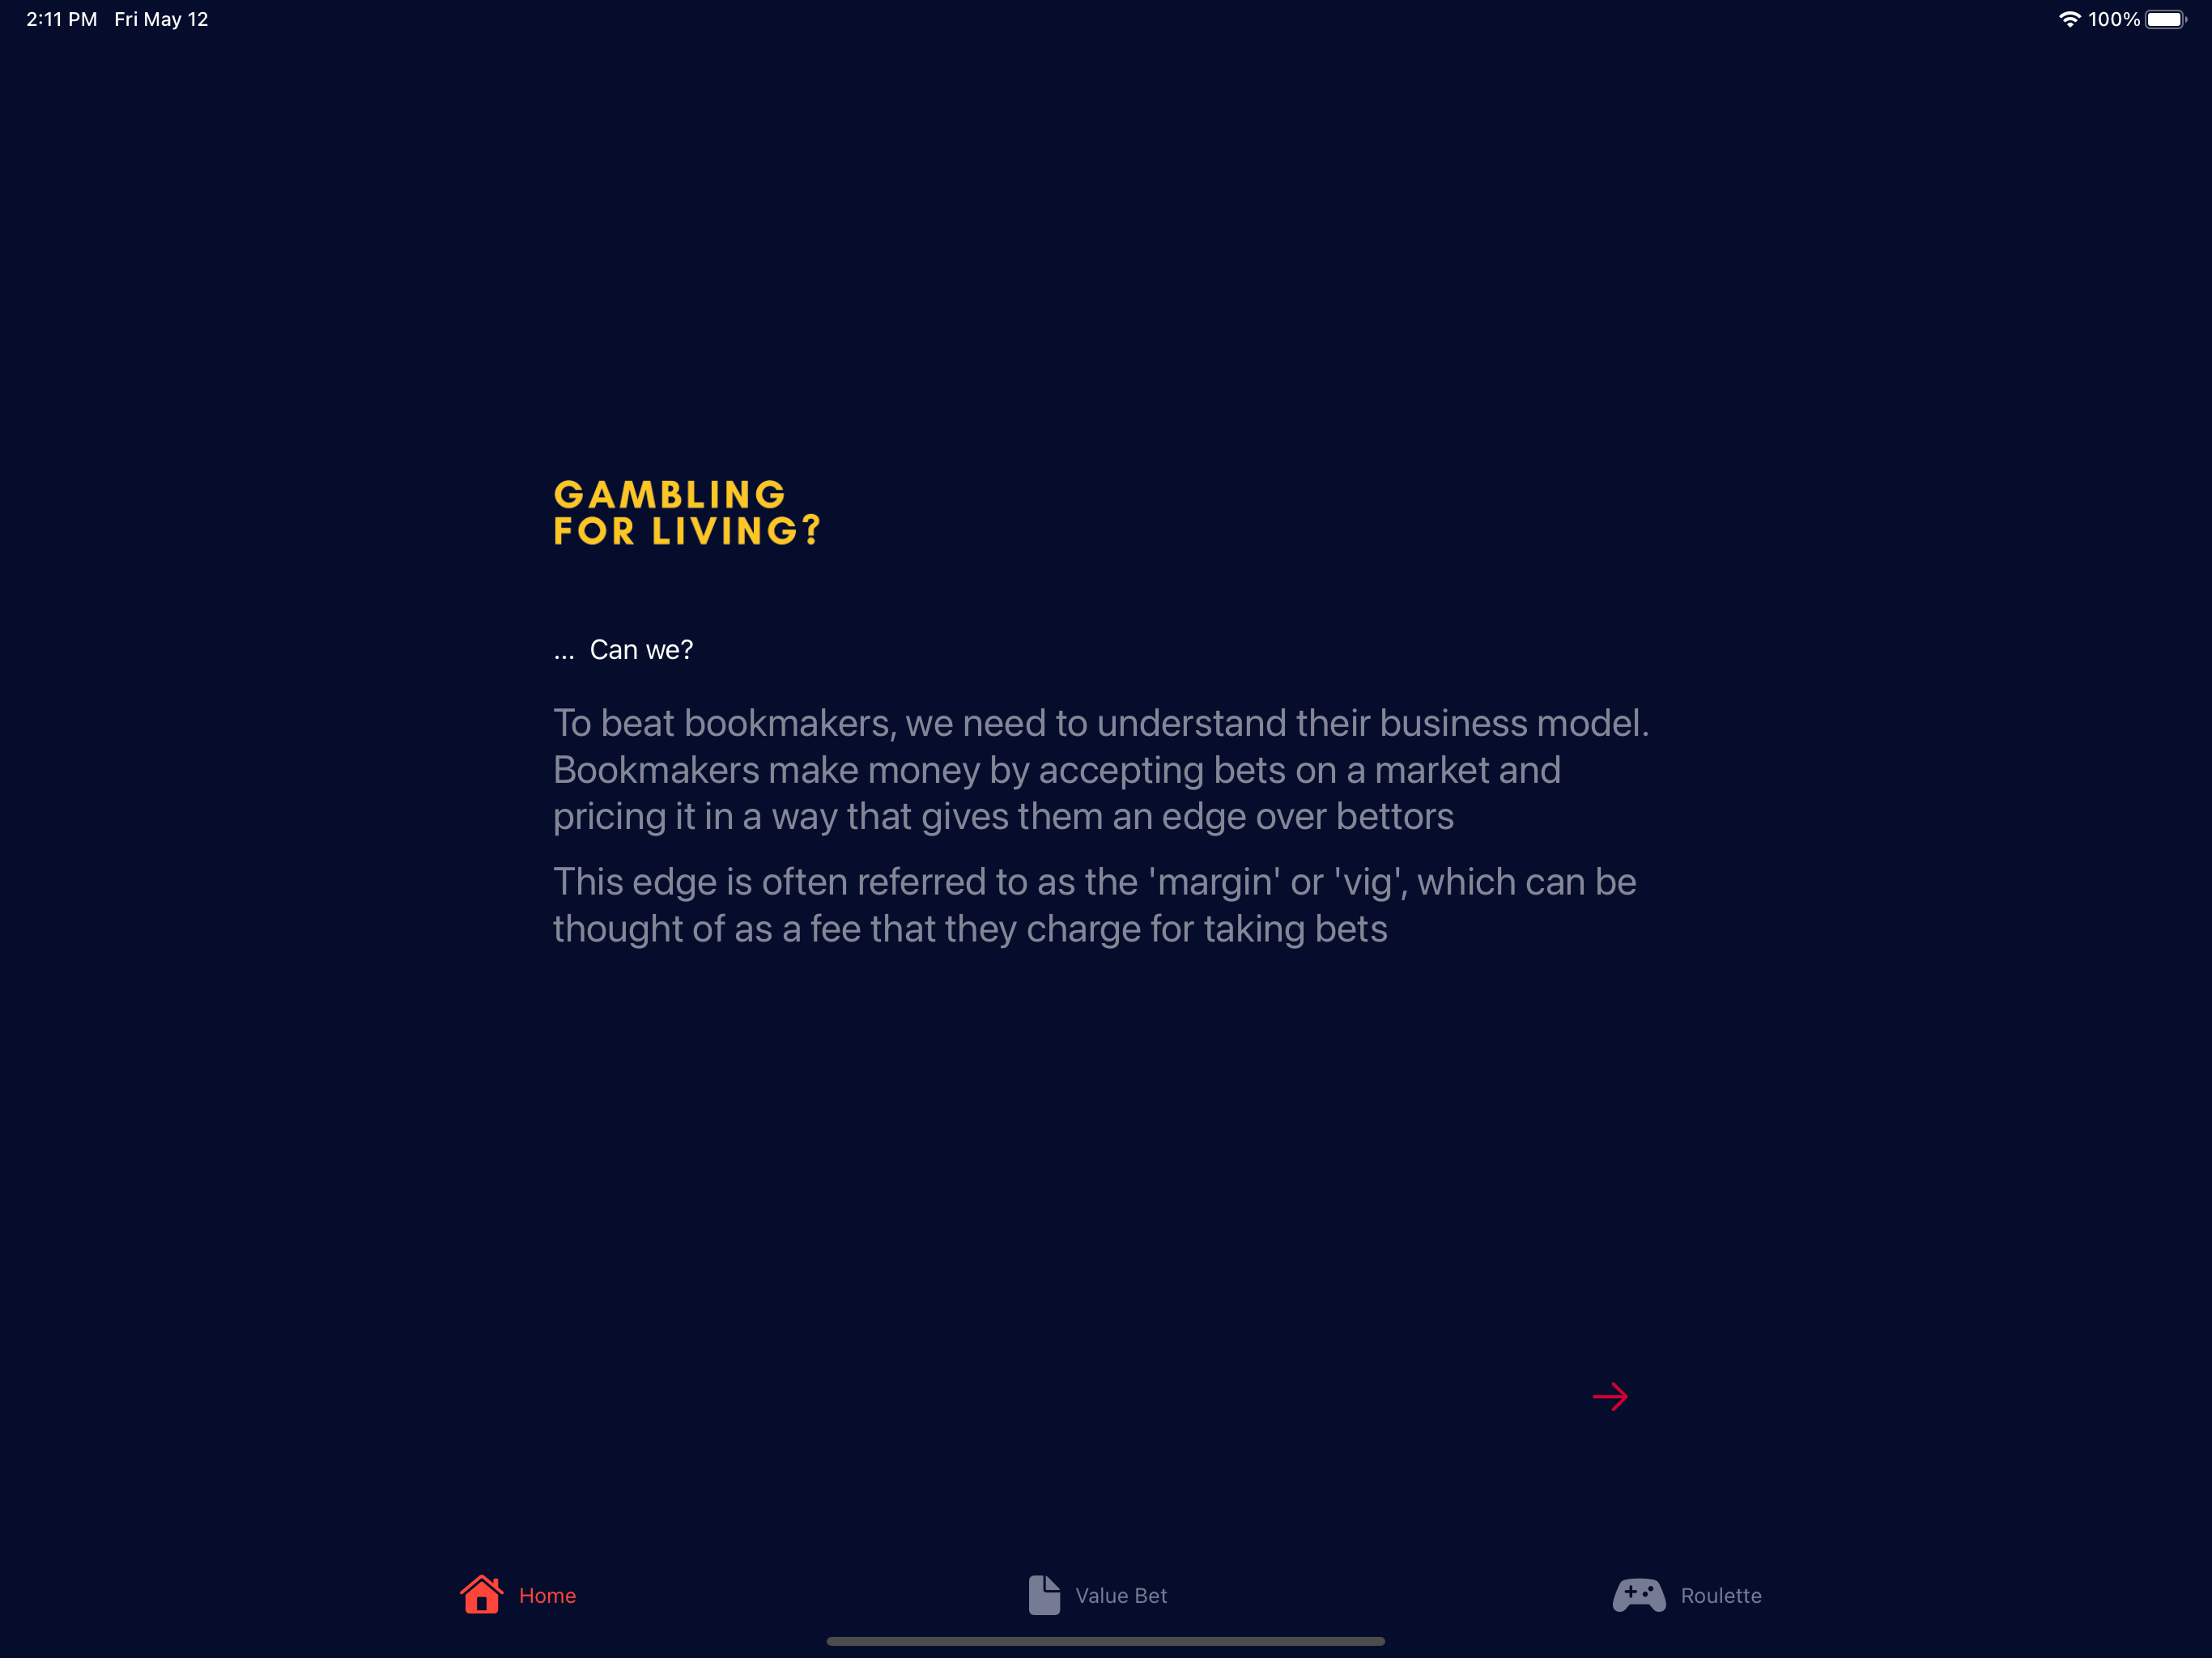 2:11 PM Fri May 12
100%
GAMBLING
FOR LIVING?
... Can we?
To beat bookmakers, we need to understand their business model.
Bookmakers make money by accepting bets on a market and
pricing it in a way that gives them an edge over bettors
This edge is often referred to as the 'margin' or 'vig', which can be
thought of as a fee that they charge for taking bets
Home
Value Bet
Roulette